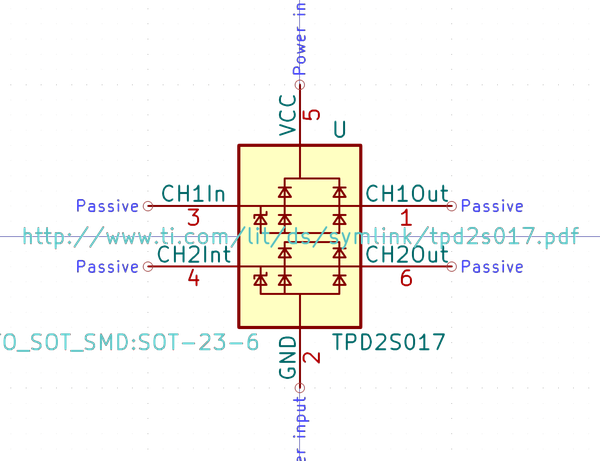 Power in
VCC
5
U
CH1In
CH1Out
Passive
3
1
Passive
http://www.ti.com/lit/ds/symlink/tpd2s017.pdf
CH2Int
CH2Out
Passive
4
6
Passive
TO_SOT_SMD:SOT-23-6
GND
2
TPD2S017
er input